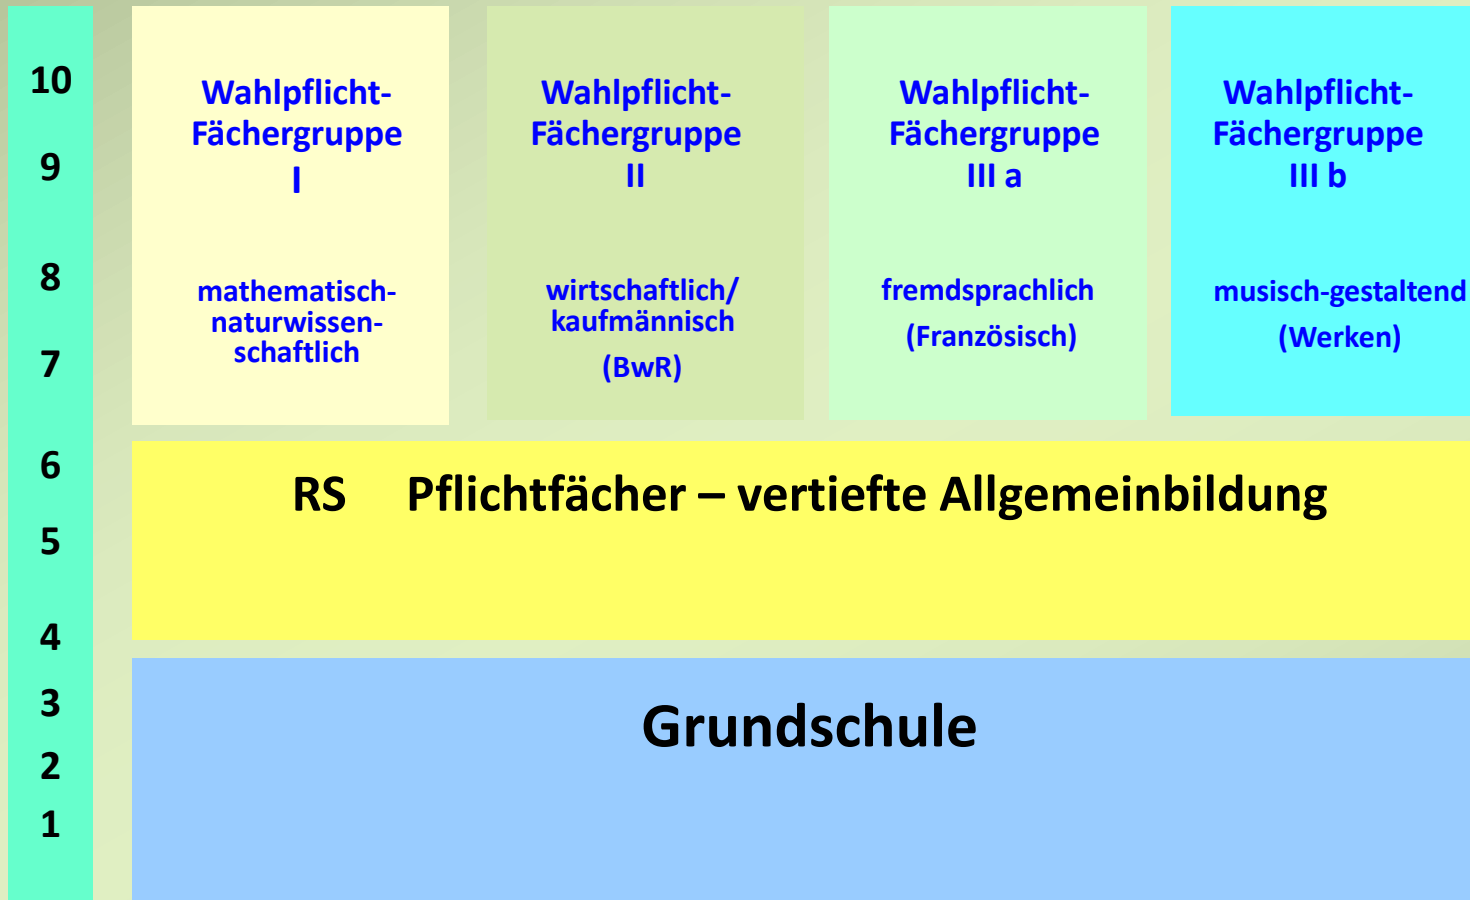 10
9
8
7
6
5
4
3
2
1
Wahlpflicht-
Fächergruppe
I
mathematisch-
naturwissen-
schaftlich
Wahlpflicht-
Fächergruppe
II
wirtschaftlich/
kaufmännisch
(BwR)
Wahlpflicht-
Fächergruppe
III a
fremdsprachlich
(Französisch)
Wahlpflicht-
Fächergruppe
III b
musisch-gestaltend
(Werken)
RS Pflichtfächer – vertiefte Allgemeinbildung
Grundschule